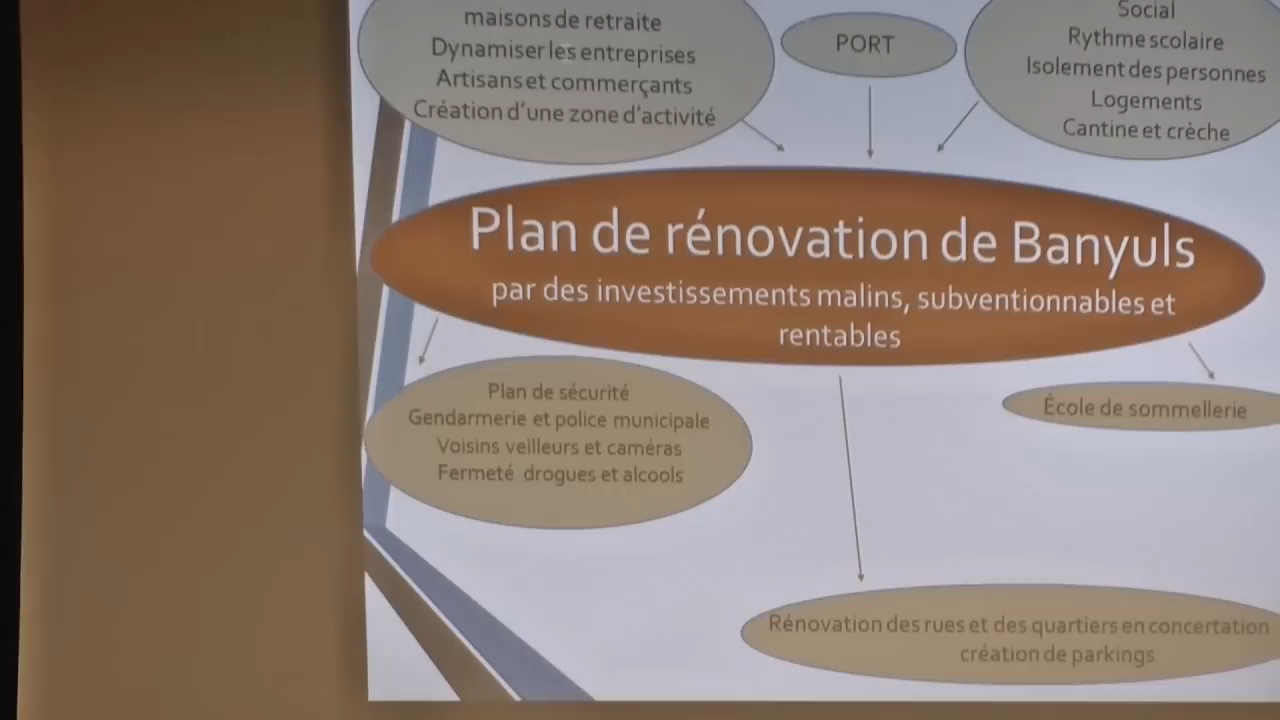 maisons de retraite
Dynamiser les entreprises
Artisans et commerçants
Création d'une zone d'activité
PORT
Social
Rythme scolaire
Isolement des personnes
Logements
Cantine et crèche
Plan de rénovation de Banyuls
par des investissements malins, subventionnables et
rentables
Plan de sécurité
Gendarmerie et police municipale
Voisins veilleurs et caméras
Fermeté drogues et alcools
École de sommellerie
Rénovation des rues et des quartiers en concertation
création de parkings